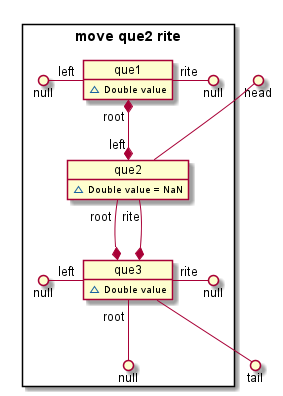 move que2 rite
left que1 rite
null Double value null head
root
left
que2
Double value = NaN
root rite
left que3 rite
null Double value null
root
null tail